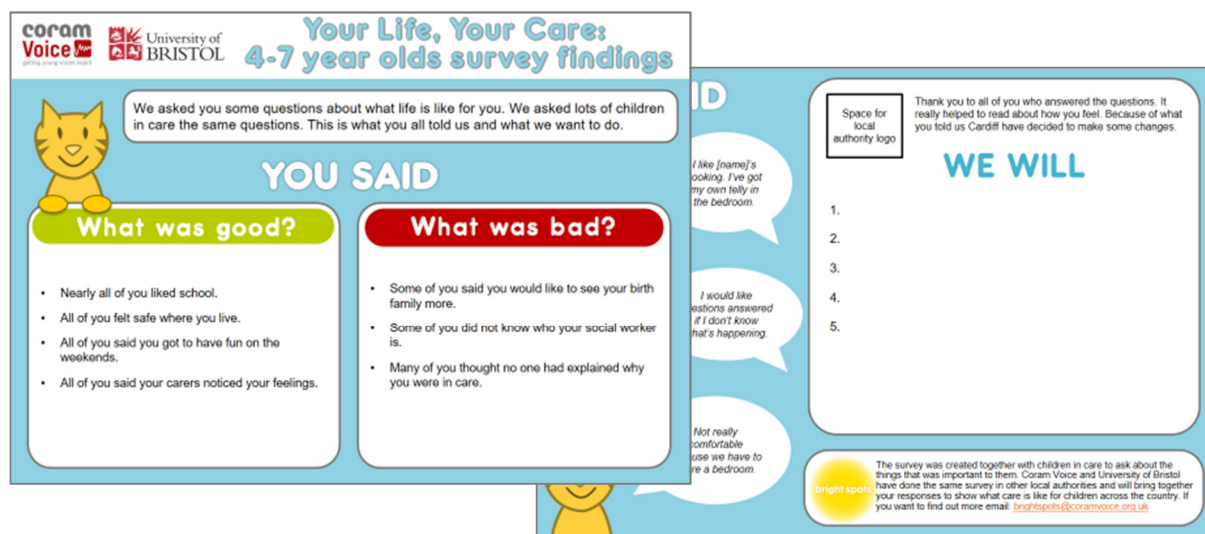 coram
Voice
getting young voices heard
University of
BRISTOL
Your Life, Your Care:
4-7 year olds survey findings
We asked you some questions about what life is like for you. We asked lots of children
in care the same questions. This is what you all told us and what we want to do.
YOU SAID
What was good?
• Nearly all of you liked school.
• All of you felt safe where you live.
• All of you said you got to have fun on the
weekends.
• All of you said your carers noticed your feelings.
What was bad?
• Some of you said you would like to see your birth
family more.
• Some of you did not know who your social worker
is.
• Many of you thought no one had explained why
you were in care.
ID
I like [name]'s
ooking. I've got
my own telly in
the bedroom.
I would like
estions answered
if I don't know
hat's happening.
Not really
comfortable
use we have to
re a bedroom.
Space for
local
authority logo
Thank you to all of you who answered the questions. It
really helped to read about how you feel. Because of what
you told us Cardiff have decided to make some changes.
WE WILL
1.
2.
3.
4.
5.
bright spots
The survey was created together with children in care to ask about the
things that was important to them. Coram Voice and University of Bristol
have done the same survey in other local authorities and will bring together
your responses to show what care is like for children across the country. If
you want to find out more email: brightspots@coramvoice.org.uk